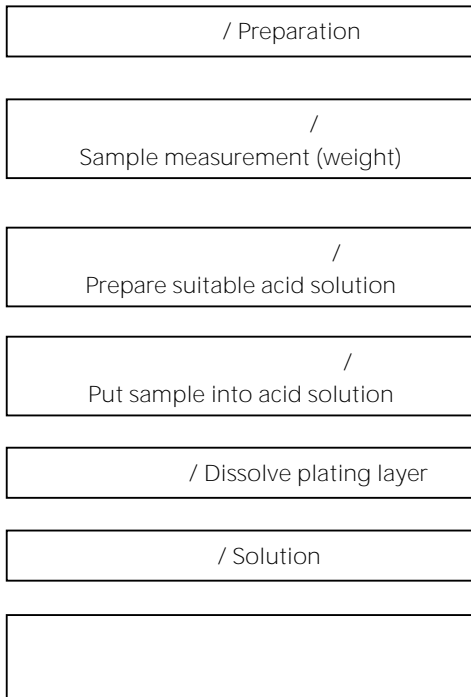 / Preparation
/
Sample measurement (weight)
/
Prepare suitable acid solution
/
Put sample into acid solution
/ Dissolve plating layer
/ Solution